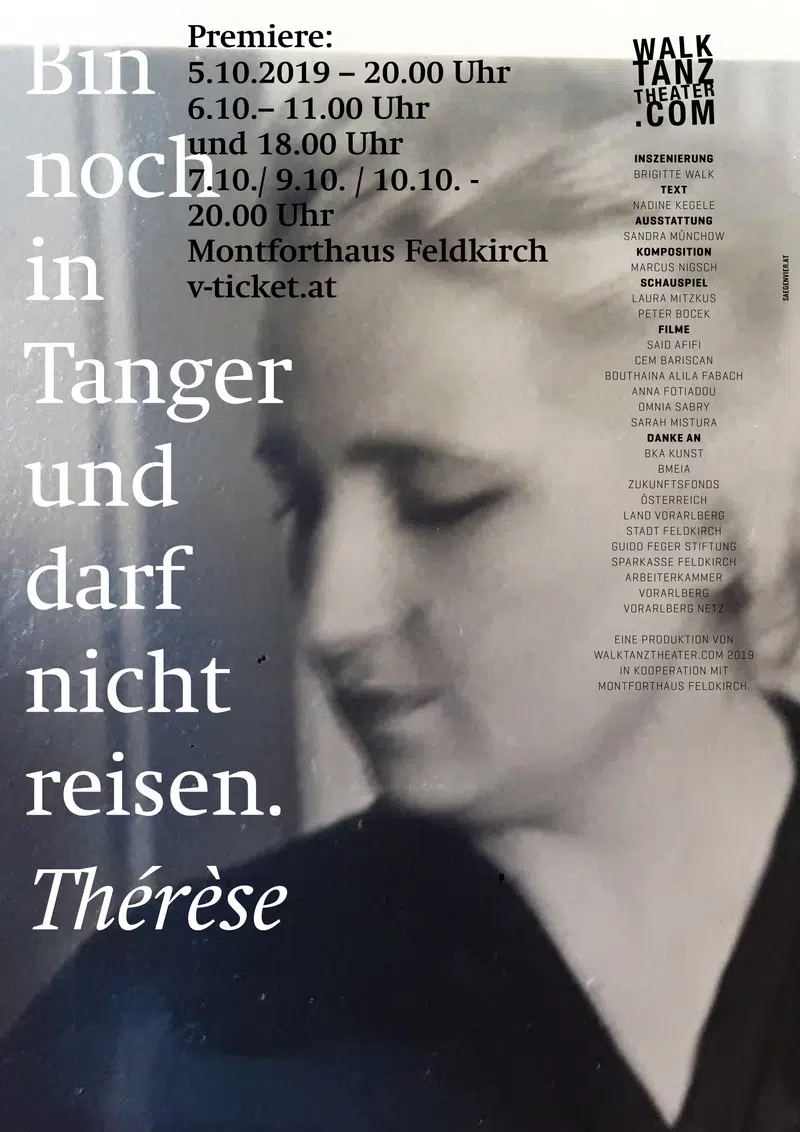 Bin
noch
in
Tanger
und
darf
nicht
reisen.
Thérèse
Premiere:
5.10.2019 – 20.00 Uhr
6.10.– 11.00 Uhr
und 18.00 Uhr
7.10./ 9.10. / 10.10. -
20.00 Uhr
Montforthaus Feldkirch
v-ticket.at
WALK
TANZ
THEATER
.COM
INSZENIERUNG
BRIGITTE WALK
TEXT
NADINE KEGELE
AUSSTATTUNG
SANDRA MÜNCHOW
KOMPOSITION
MARCUS NIGSCH
SCHAUSPIEL
LAURA MITZKUS
PETER BOCEK
FILME
SAID AFIFI
CEM BARISCAN
BOUTHAINA ALILA FABACH
ANNA FOTIADOU
OMNIA SABRY
SARAH MISTURA
DANKE AN
BKA KUNST
BMEIA
ZUKUNFTSFONDS
ÖSTERREICH
LAND VORARLBERG
STADT FELDKIRCH
GUIDO FEGER STIFTUNG
SPARKASSE FELDKIRCH
ARBEITERKAMMER
VORARLBERG
VORARLBERG NETZ
EINE PRODUKTION VON
WALKTANZTHEATER.COM 2019
IN KOOPERATION MIT
MONTFORTHAUS FELDKIRCH.
SAEGENVIER.AT